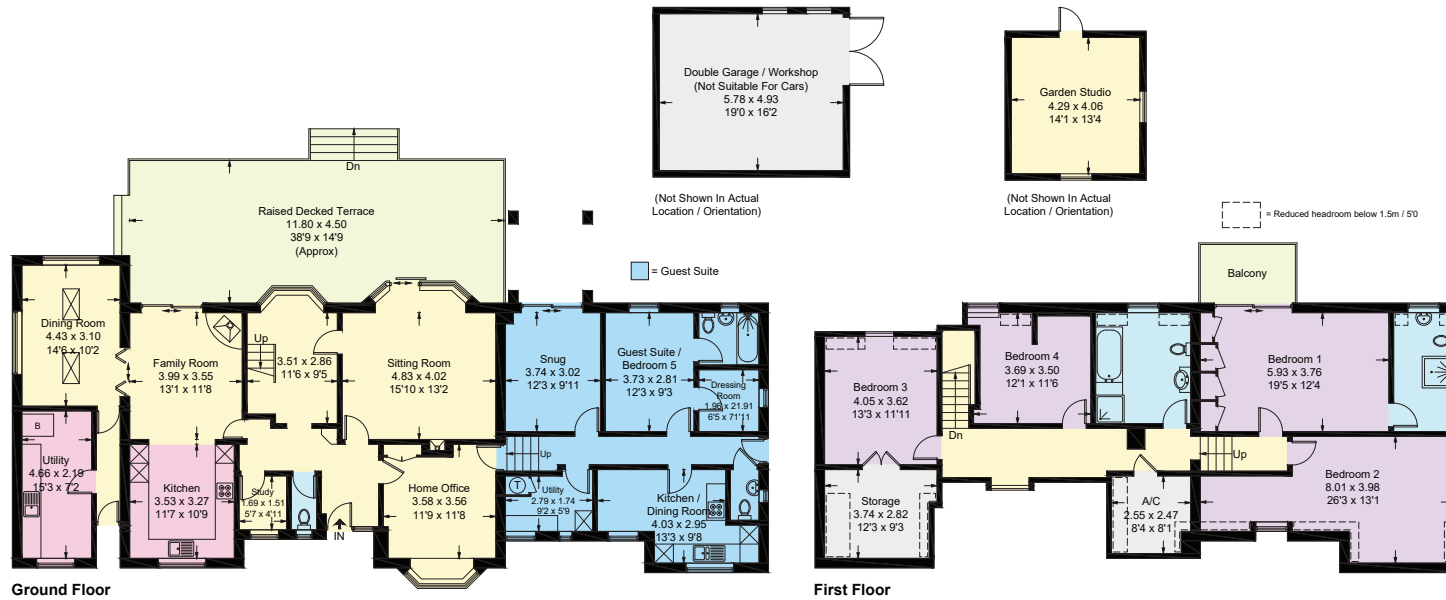 Double Garage / Workshop
(Not Suitable For Cars)
5.78 x 4.93
19'0 x 16'2
(Not Shown In Actual
Location / Orientation)
Garden Studio
4.29 x 4.06
14'1 x 13'4
(Not Shown In Actual
Location / Orientation)
= Reduced headroom below 1.5m / 5'0
Dn
Raised Decked Terrace
11.80 x 4.50
38'9 x 14'9
(Approx)
= Guest Suite
Dining Room
4.43 x 3.10
14'6 x 10'2
Family Room
3.99 x 3.55
13'1 x 11'8
Up
3.51 x 2.86
11'6 x 9'5
Sitting Room
4.83 x 4.02
15'10 x 13'2
Snug
3.74 x 3.02
12'3 x 9'11
Guest Suite /
Bedroom 5
3.73 x 2.81
12'3 x 9'3
Dressing
Room
1.96 x 21.91
6'5 x 71'11
B
Utility
4.66 x 2.19
15'3 x 7'2
Kitchen
3.53 x 3.27
11'7 x 10'9
Study
1.69 x 1.51
5'7 x 4'11
IN
Home Office
3.58 x 3.56
11'9 x 11'8
Up
T
Utility
2.79 x 1.74
9'2 x 5'9
Kitchen /
Dining Room
4.03 x 2.95
13'3 x 9'8
Ground Floor
Balcony
Bedroom 3
4.05 x 3.62
13'3 x 11'11
Dn
Bedroom 4
3.69 x 3.50
12'1 x 11'6
Bedroom 1
5.93 x 3.76
19'5 x 12'4
Up
Storage
3.74 x 2.82
12'3 x 9'3
A/C
2.55 x 2.47
8'4 x 8'1
Bedroom 2
8.01 x 3.98
26'3 x 13'1
First Floor